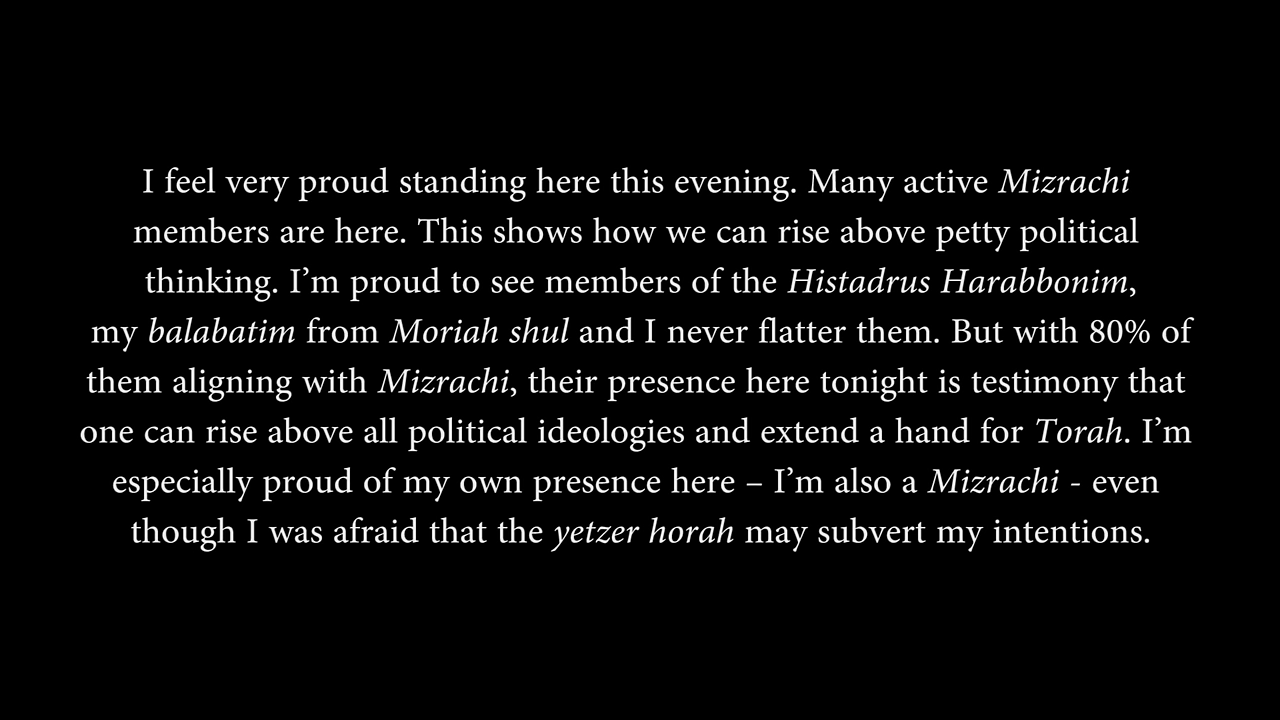 I feel very proud standing here this evening. Many active Mizrachi
members are here. This shows how we can rise above petty political
thinking. I’m proud to see members of the Histadrus Harabbonim,
my balabatim from Moriah shul and I never flatter them. But with 80% of
them aligning with Mizrachi, their presence here tonight is testimony that
one can rise above all political ideologies and extend a hand for Torah. I’m
especially proud of my own presence here – I’m also a Mizrachi - even
though I was afraid that the yetzer horah may subvert my intentions.